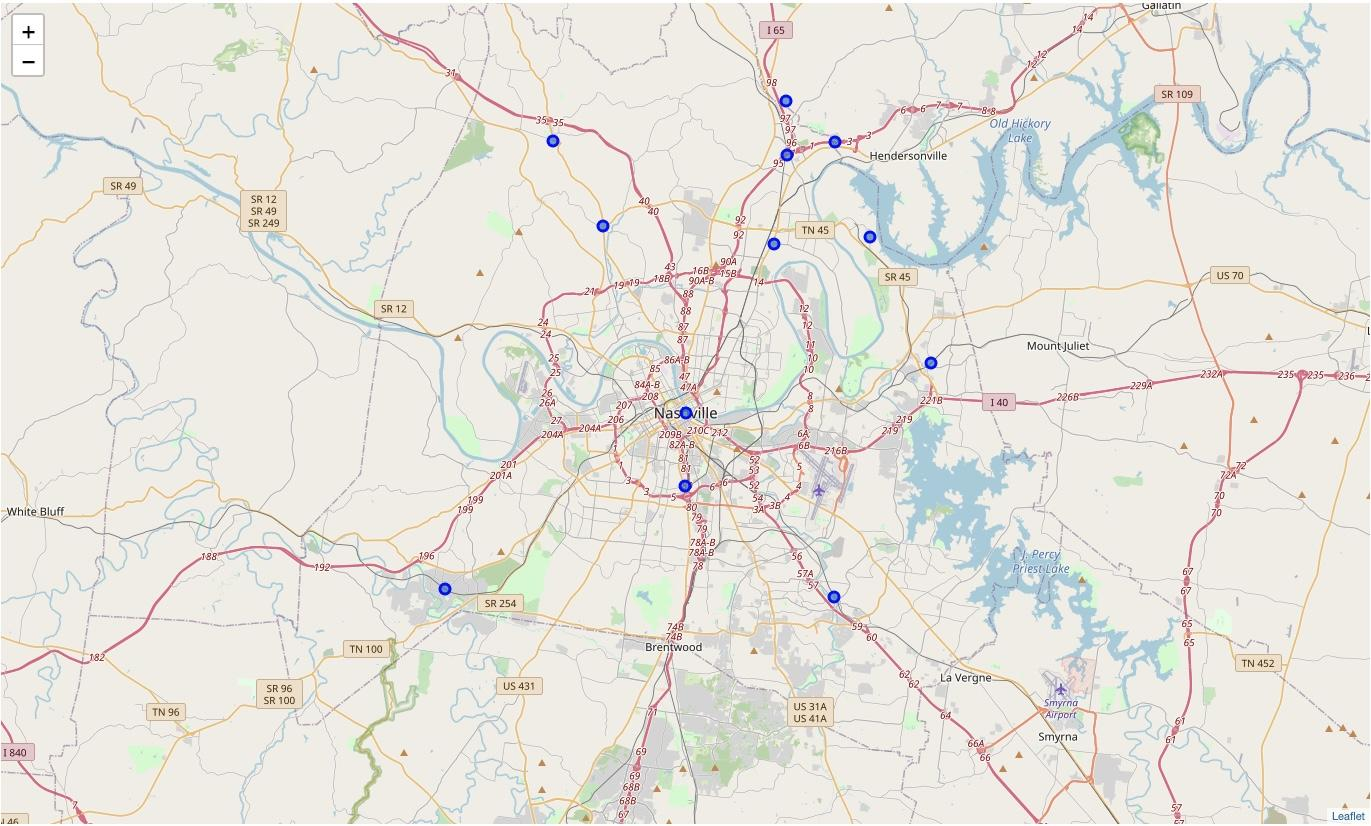 Gallatin
14
14
+
I 65
12
12
−
31
98
SR 109
6
6
7
7
8
8
35
35
97
97
Old Hickory
Lake
96
1
3
3
95
Hendersonville
SR 49
SR 12
SR 49
SR 249
40
40
92
92
TN 45
90A
43
16B
15B
US 70
18B
90A-B
14
SR 45
19
19
21
88
88
SR 12
12
12
24
24
87
87
11
10
10
Mount Juliet
25
25
86A-B
85
47
47A
232A
235
235
236
84A-B
208
229A
26
26A
207
Nashville
8
8
221B
I 40
226B
27
206
219
219
204A
204A
209B
210C
212
6A
6B
82A-B
216B
201
201A
81
81
52
53
52
54
5
4
4
72
72A
1
1
3
3
5
6
6
199
199
80
3A
3B
70
70
White Bluff
79
79
78A-B
78A-B
78
188
192
196
56
57A
57
J. Percy
Priest Lake
67
67
SR 254
74B
74B
59
60
65
65
TN 100
Brentwood
182
TN 452
62
62
La Vergne
US 431
SR 96
SR 100
Smyrna
Airport
TN 96
71
US 31A
US 41A
64
61
61
Smyrna
I 840
69
69
66A
66
68B
68B
67
7
57
57
I 46
Leaflet